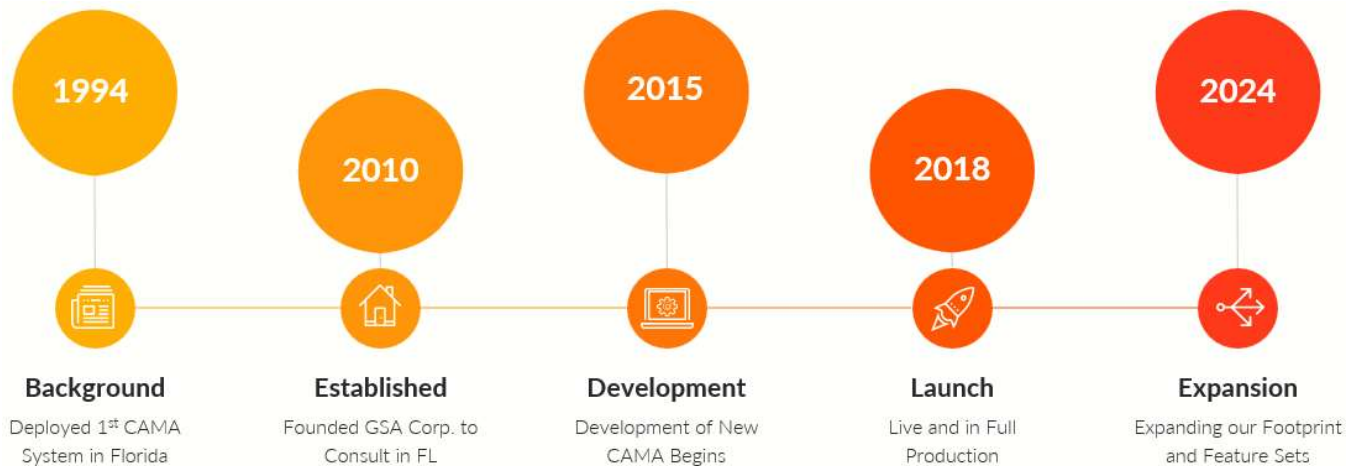 1994
2010
2015
2018
2024
Background
Deployed 1st CAMA
System in Florida
Established
Founded GSA Corp. to
Consult in FL
Development
Development of New
CAMA Begins
Launch
Live and in Full
Production
Expansion
Expanding our Footprint
and Feature Sets